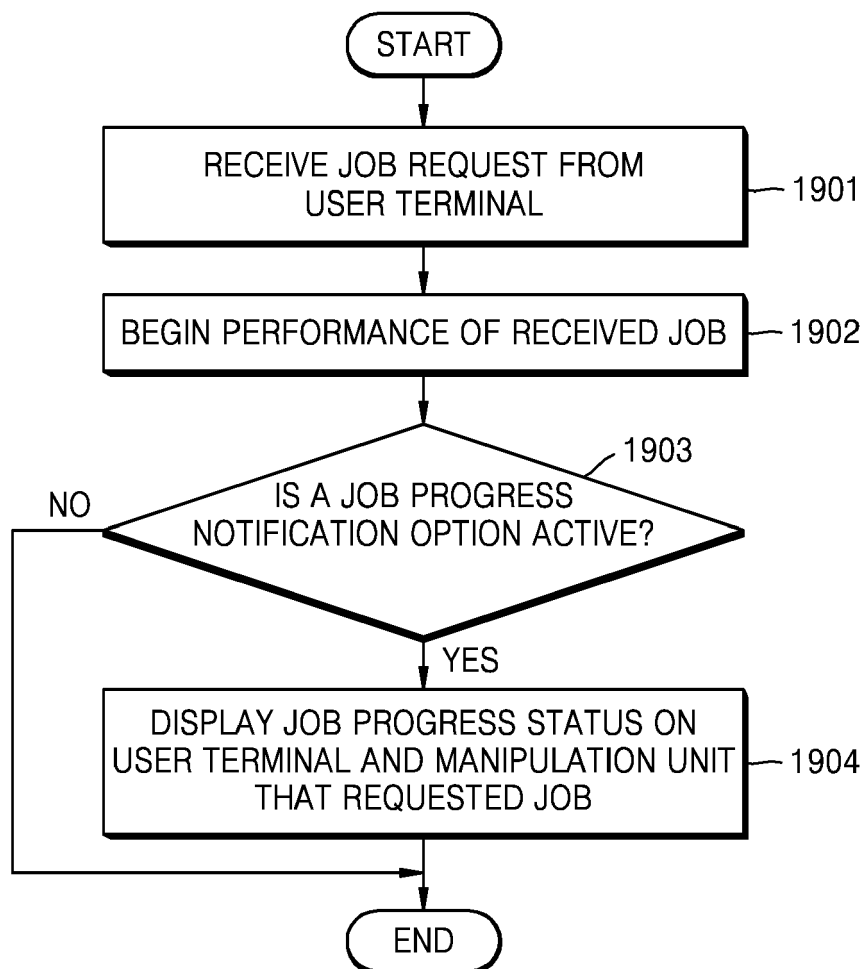 START
RECEIVE JOB REQUEST FROM
USER TERMINAL
1901
BEGIN PERFORMANCE OF RECEIVED JOB
1902
1903
IS A JOB PROGRESS
NOTIFICATION OPTION ACTIVE?
NO
YES
DISPLAY JOB PROGRESS STATUS ON
USER TERMINAL AND MANIPULATION UNIT
THAT REQUESTED JOB
1904
END